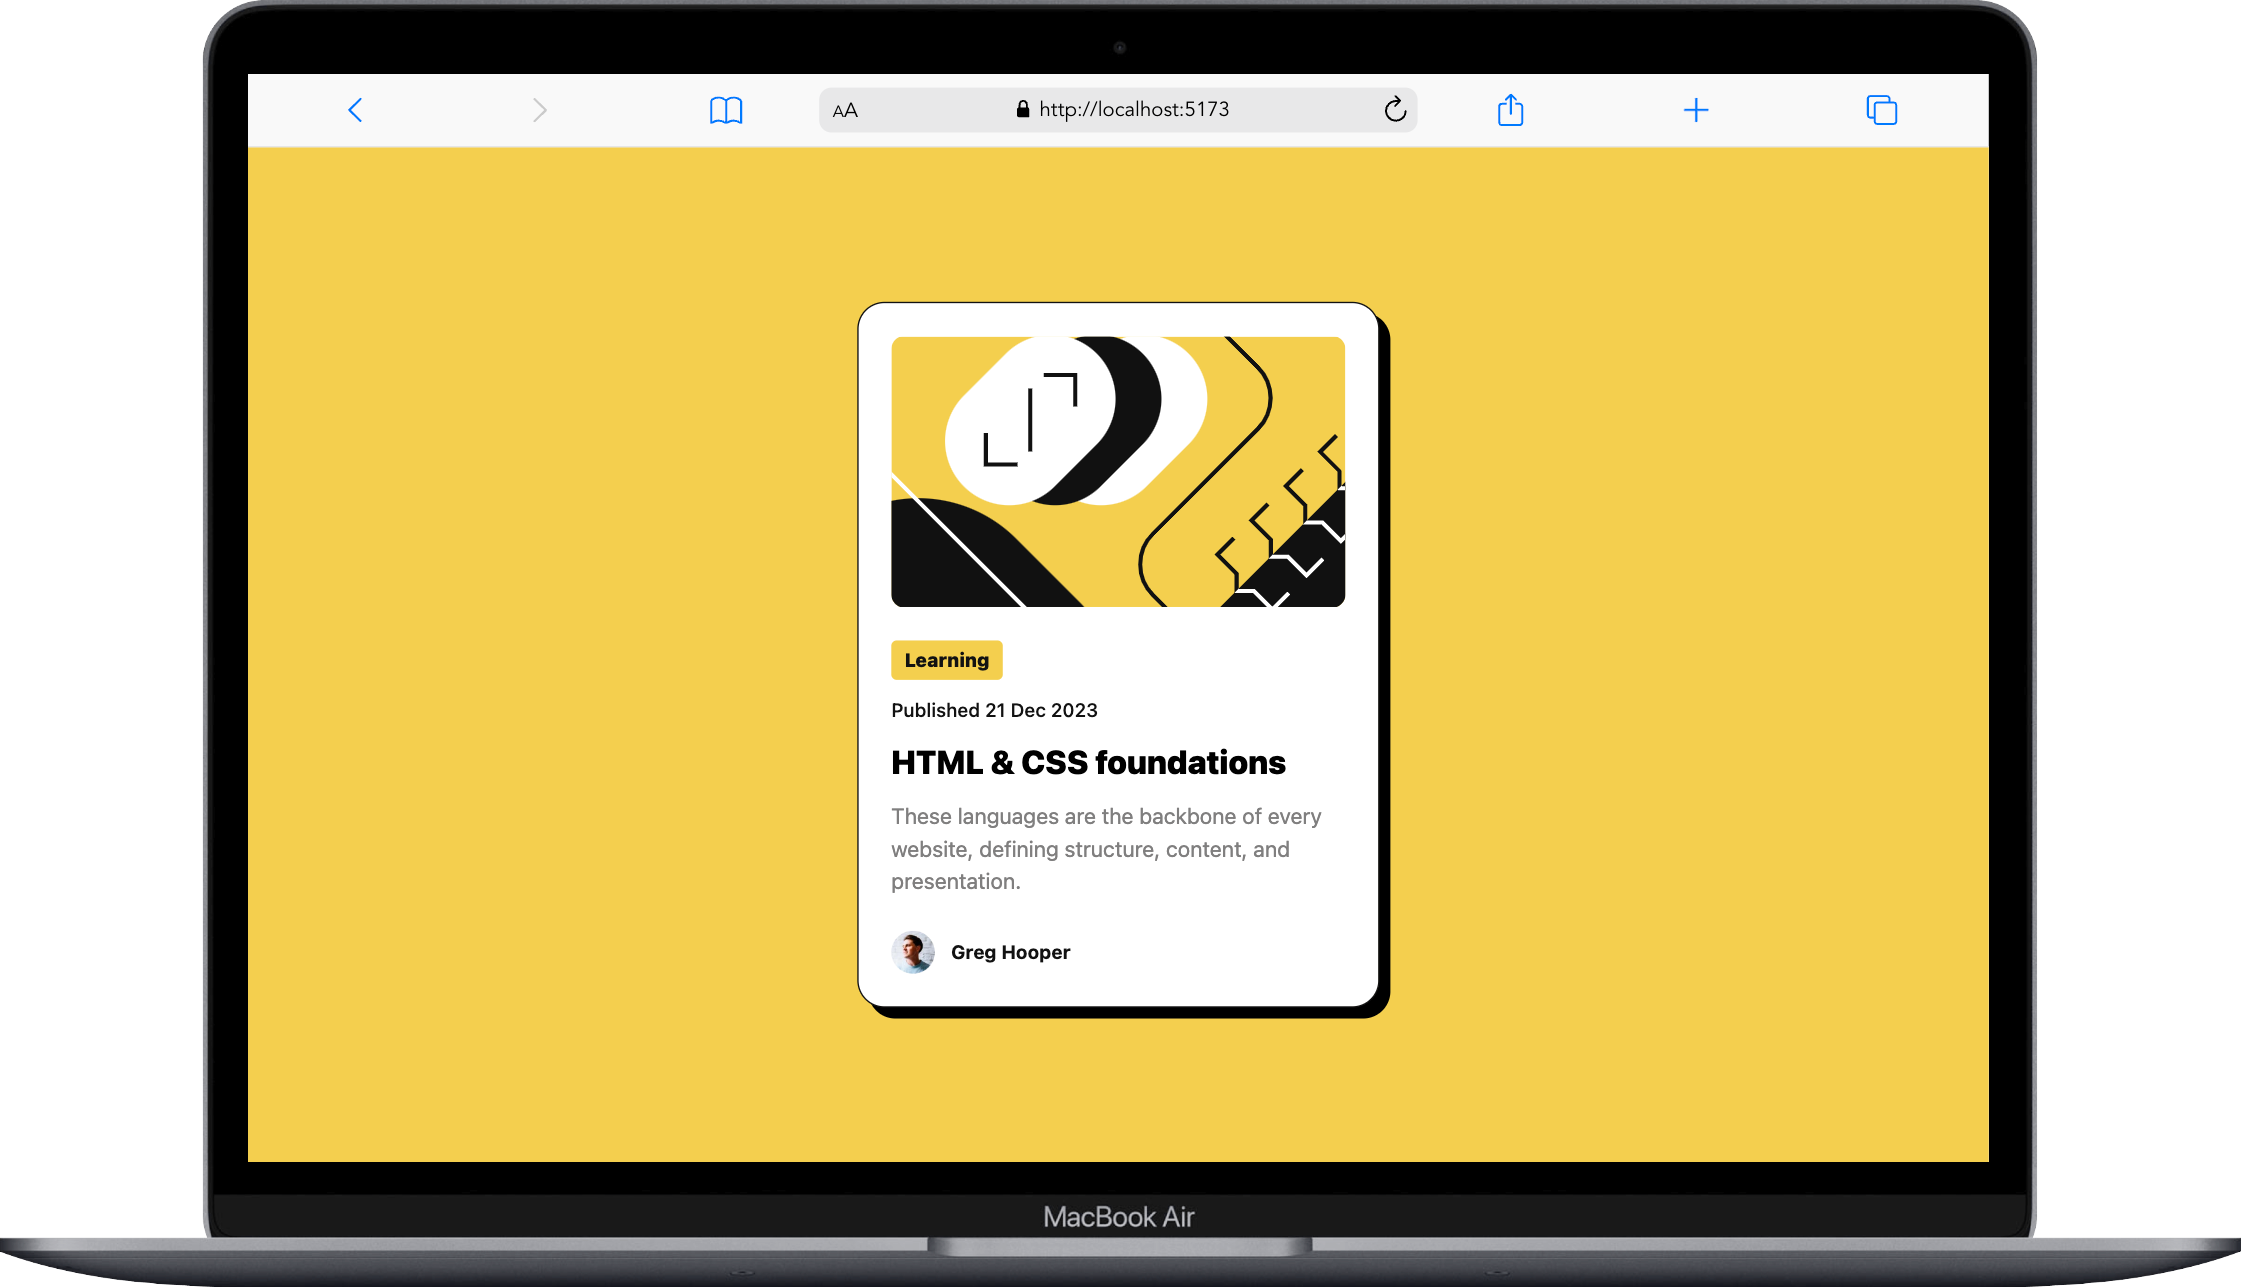 AA
http://localhost:5173
Learning
Published 21 Dec 2023
HTML & CSS foundations
These languages are the backbone of every
website, defining structure, content, and
presentation.
Greg Hooper
MacBook Air